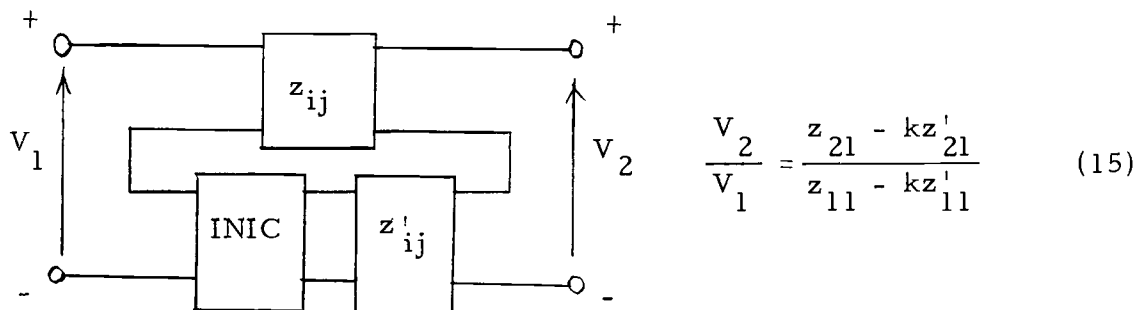 + +
z_ij
V_1 V_2
INIC z'_ij
- -
V_2 / V_1 = (z_21 - kz'_21) / (z_11 - kz'_11) (15)